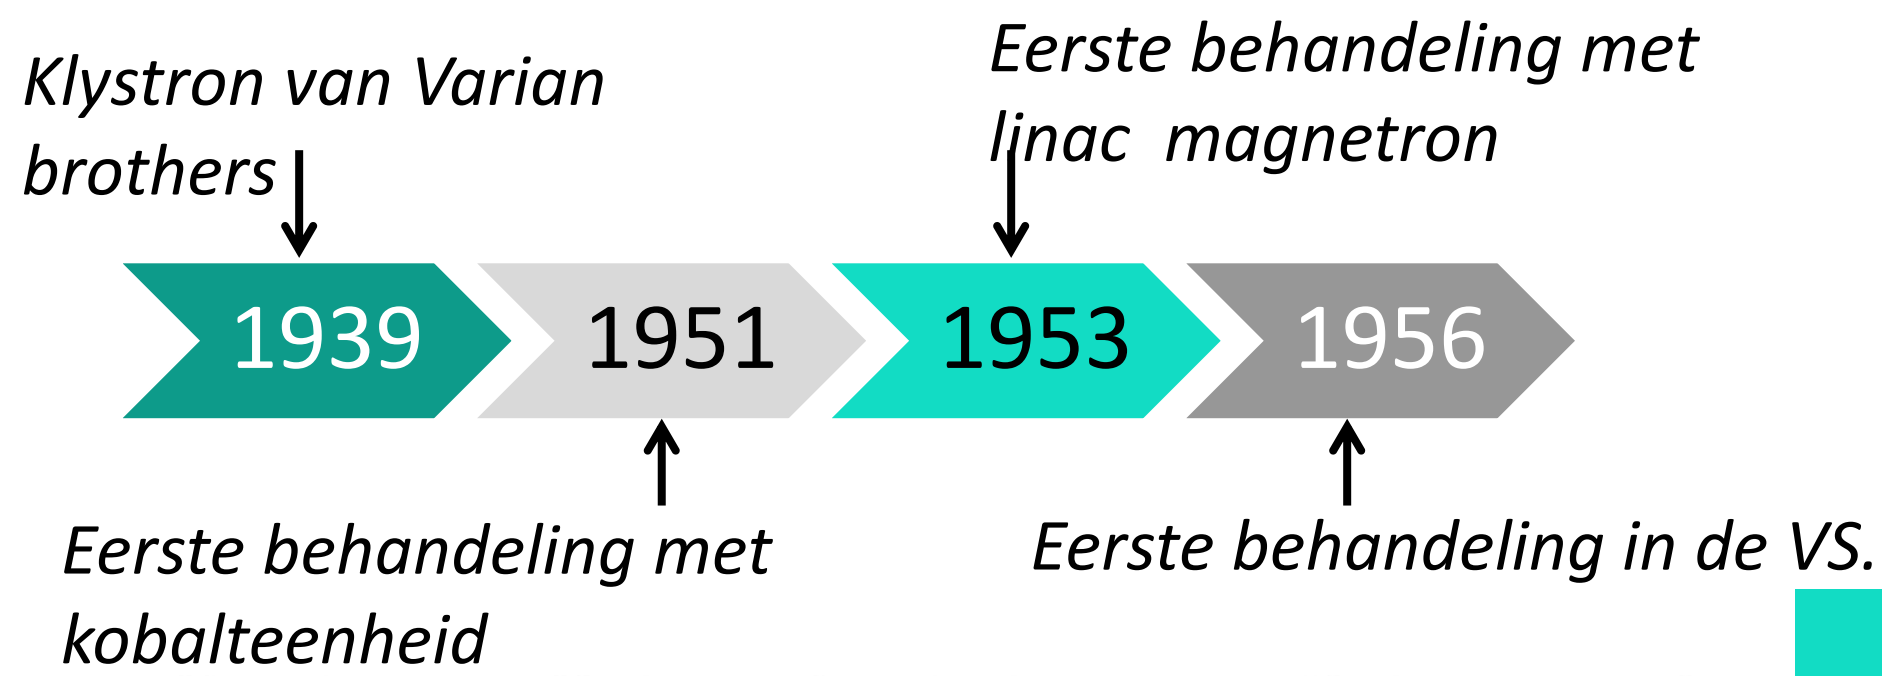 Klystron van Varian
brothers
Eerste behandeling met
linac  magnetron
1939
1951
1953
1956
Eerste behandeling met
kobalteenheid
Eerste behandeling in de VS.